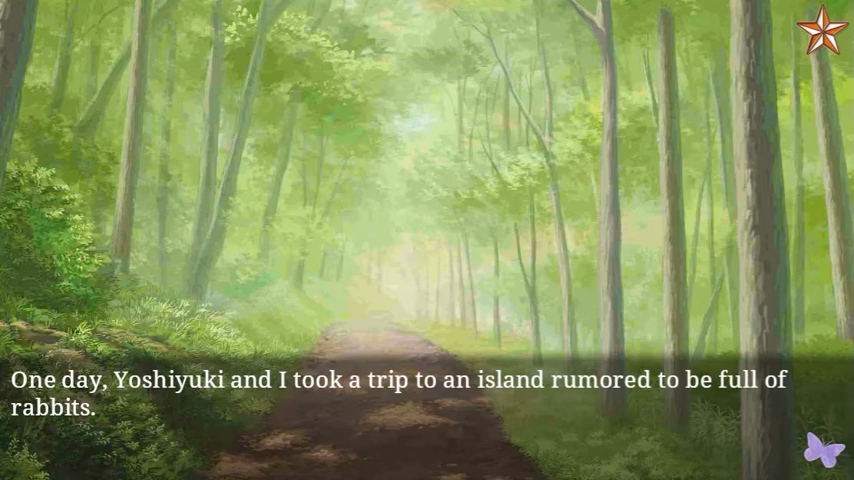 One day, Yoshiyuki and I took a trip to an island rumored to be full of
rabbits.